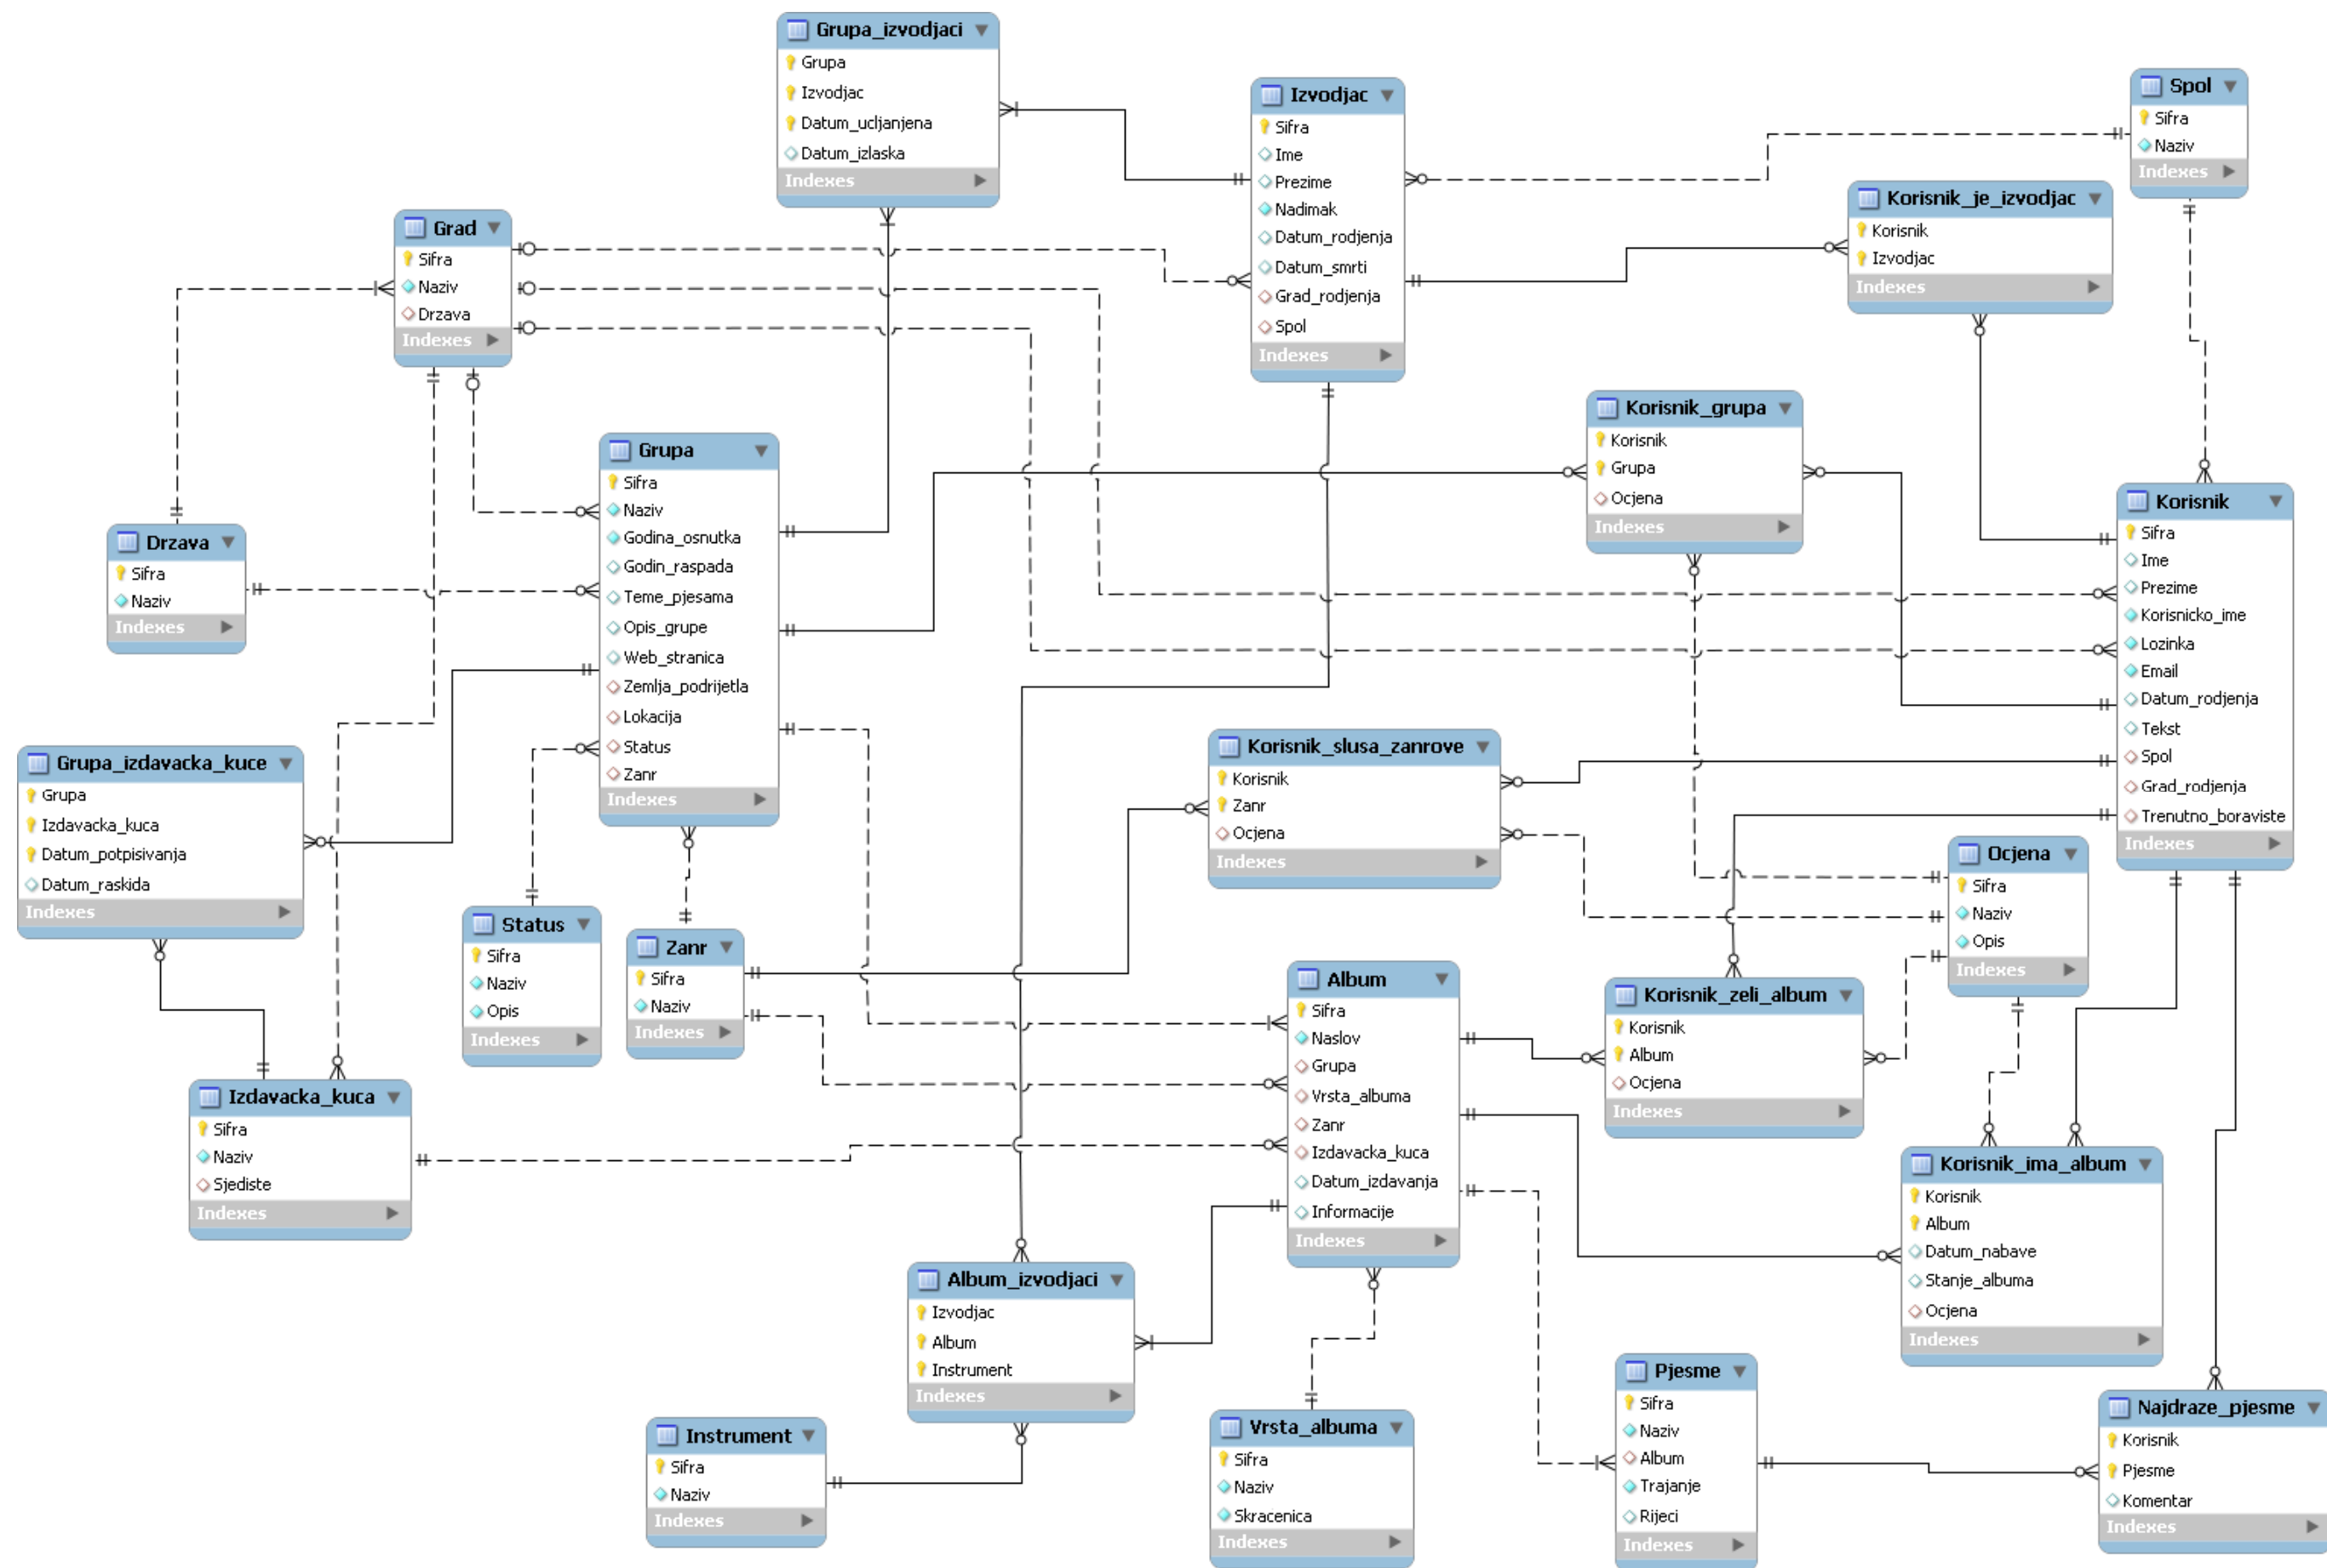 Grupa_izvodjaci
Grupa
Izvodjac
Datum_ucljanjena
Datum_izlaska
Indexes
Izvodjac
Sifra
Ime
Prezime
Nadimak
Datum_rodjenja
Datum_smrti
Grad_rodjenja
Spol
Indexes
Spol
Sifra
Naziv
Indexes
Korisnik_je_izvodjac
Korisnik
Izvodjac
Indexes
Grad
Sifra
Naziv
Drzava
Indexes
Korisnik_grupa
Korisnik
Grupa
Ocjena
Indexes
Grupa
Sifra
Naziv
Godina_osnutka
Godin_raspada
Teme_pjesama
Opis_grupe
Web_stranica
Zemlja_podrijetla
Lokacija
Status
Zanr
Indexes
Korisnik
Sifra
Ime
Prezime
Korisnicko_ime
Lozinka
Email
Datum_rodjenja
Tekst
Spol
Grad_rodjenja
Trenutno_boraviste
Indexes
Drzava
Sifra
Naziv
Indexes
Grupa_izdavacka_kuce
Grupa
Izdavacka_kuca
Datum_potpisivanja
Datum_raskida
Indexes
Korisnik_slusa_zanrove
Korisnik
Zanr
Ocjena
Indexes
Ocjena
Sifra
Naziv
Opis
Indexes
Status
Sifra
Naziv
Opis
Indexes
Zanr
Sifra
Naziv
Indexes
Album
Sifra
Naslov
Grupa
Vrsta_albuma
Zanr
Izdavacka_kuca
Datum_izdavanja
Informacije
Indexes
Korisnik_zeli_album
Korisnik
Album
Ocjena
Indexes
Izdavacka_kuca
Sifra
Naziv
Sjediste
Indexes
Korisnik_ima_album
Korisnik
Album
Datum_nabave
Stanje_albuma
Ocjena
Indexes
Album_izvodjaci
Izvodjac
Album
Instrument
Indexes
Pjesme
Sifra
Naziv
Album
Trajanje
Rijeci
Indexes
Najdraze_pjesme
Korisnik
Pjesme
Komentar
Indexes
Instrument
Sifra
Naziv
Indexes
Vrsta_albuma
Sifra
Naziv
Skracenica
Indexes